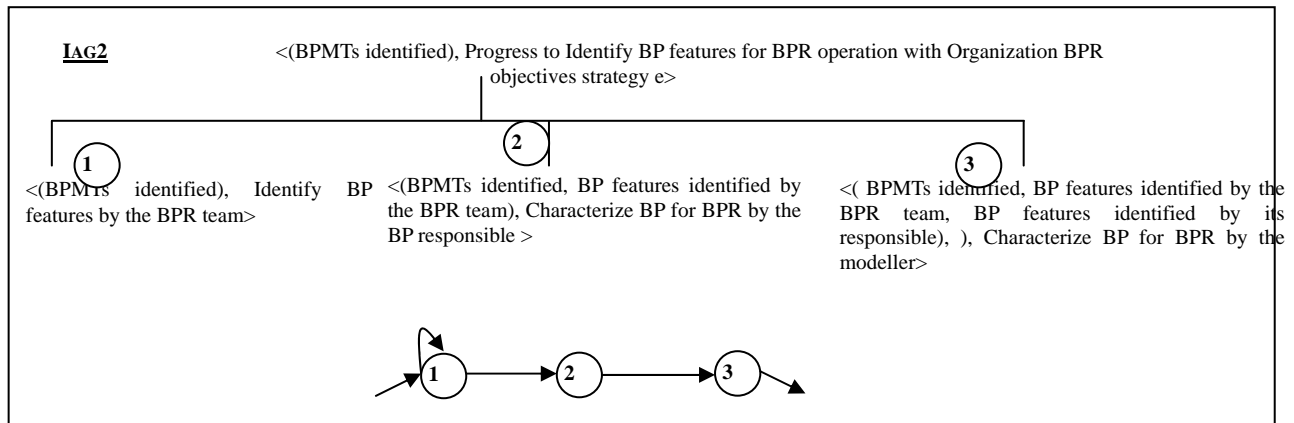 IAG2
<(BPMTs identified), Progress to Identify BP features for BPR operation with Organization BPR
objectives strategy e>
1
2
3
<(BPMTs identified), Identify BP
features by the BPR team>
<(BPMTs identified, BP features identified by
the BPR team), Characterize BP for BPR by the
BP responsible >
<( BPMTs identified, BP features identified by the
BPR team, BP features identified by its
responsible), ), Characterize BP for BPR by the
modeller>
1
2
3